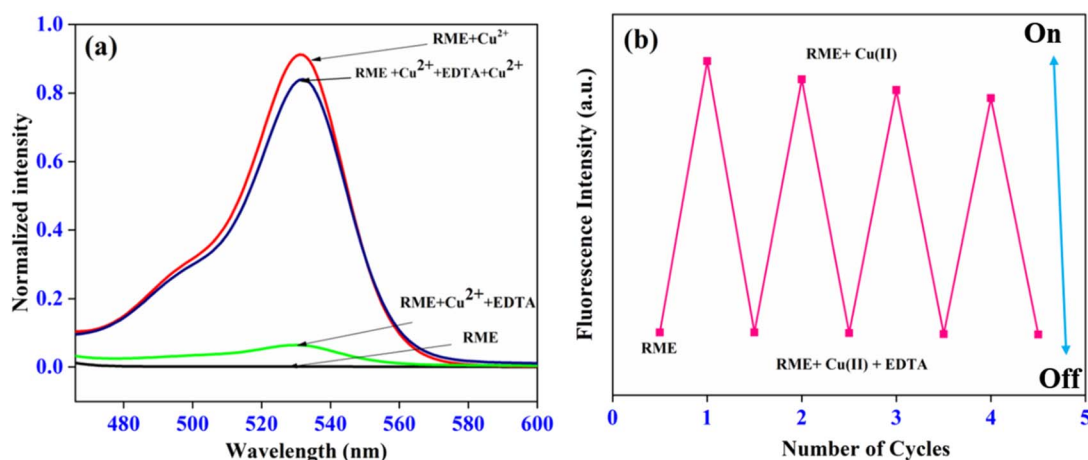 (a)
RME+Cu2+
RME +Cu2++EDTA+Cu2+
RME+Cu2++EDTA
RME
Normalized intensity
1.0
0.8
0.6
0.4
0.2
0.0
480 500 520 540 560 580 600
Wavelength (nm)
(b)
RME+ Cu(II)
On
RME
RME+ Cu(II) + EDTA
Off
Fluorescence Intensity (a.u.)
0 1 2 3 4 5
Number of Cycles